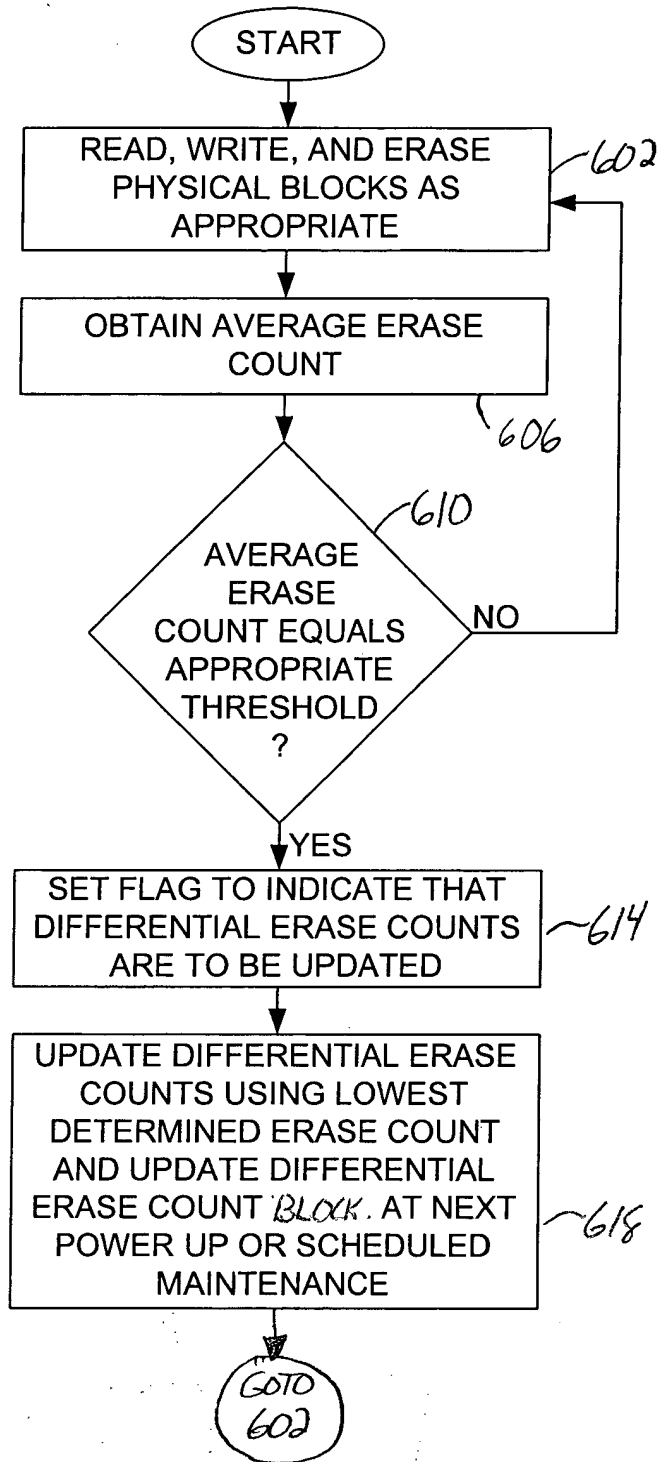 START
READ, WRITE, AND ERASE
PHYSICAL BLOCKS AS
APPROPRIATE
602
OBTAIN AVERAGE ERASE
COUNT
606
610
AVERAGE
ERASE
COUNT EQUALS
APPROPRIATE
THRESHOLD
?
NO
YES
SET FLAG TO INDICATE THAT
DIFFERENTIAL ERASE COUNTS
ARE TO BE UPDATED
614
UPDATE DIFFERENTIAL ERASE
COUNTS USING LOWEST
DETERMINED ERASE COUNT
AND UPDATE DIFFERENTIAL
ERASE COUNT BLOCK. AT NEXT
POWER UP OR SCHEDULED
MAINTENANCE
618
GOTO
602